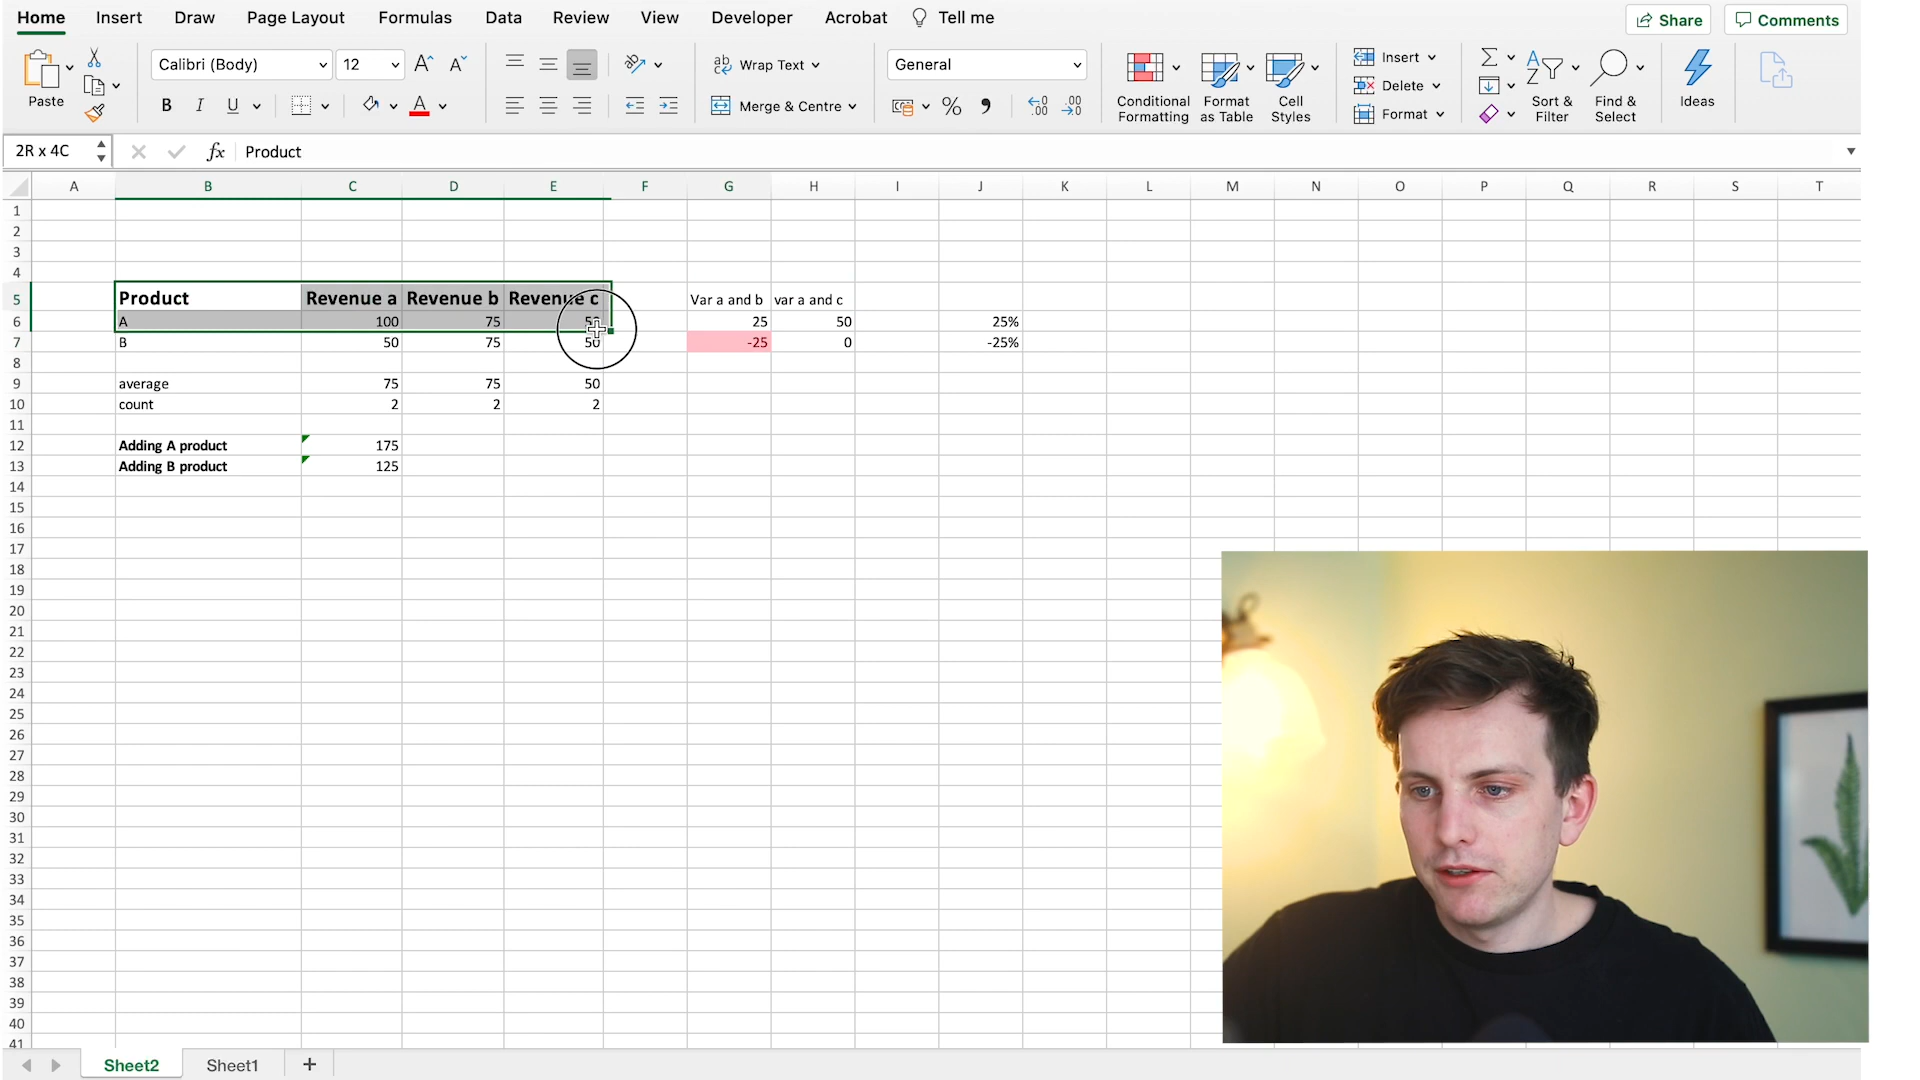 Home Insert Draw Page Layout Formulas Data Review View Developer Acrobat Tell me Share Comments
Calibri (Body) 12 A A Wrap Text General Insert
Paste B I U A Merge & Centre % Conditional Formatting Format as Table Cell Styles Delete Format Sort & Filter Find & Select Ideas
2R x 4C fx Product
A B C D E F G H I J K L M N O P Q R S T
1
2
3
4
5 Product Revenue a Revenue b Revenue c Var a and b var a and c
6 A 100 75 25 50 25%
7 B 50 75 50 -25 0 -25%
8
9 average 75 75 50
10 count 2 2 2
11
12 Adding A product 175
13 Adding B product 125
14
15
16
17
18
19
20
21
22
23
24
25
26
27
28
29
30
31
32
33
34
35
36
37
38
39
40
41
Sheet2 Sheet1 +